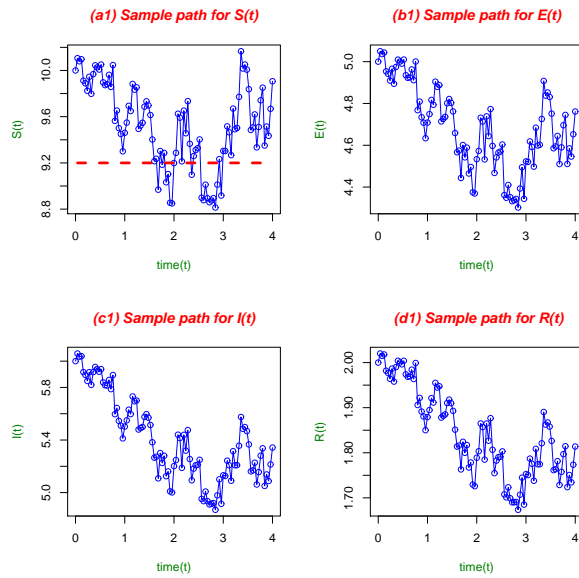 (a1) Sample path for S(t)
S(t)
10.0
9.6
9.2
8.8
0
1
2
3
4
time(t)
(b1) Sample path for E(t)
E(t)
5.0
4.8
4.6
4.4
0
1
2
3
4
time(t)
(c1) Sample path for I(t)
I(t)
5.8
5.4
5.0
0
1
2
3
4
time(t)
(d1) Sample path for R(t)
R(t)
2.00
1.90
1.80
1.70
0
1
2
3
4
time(t)